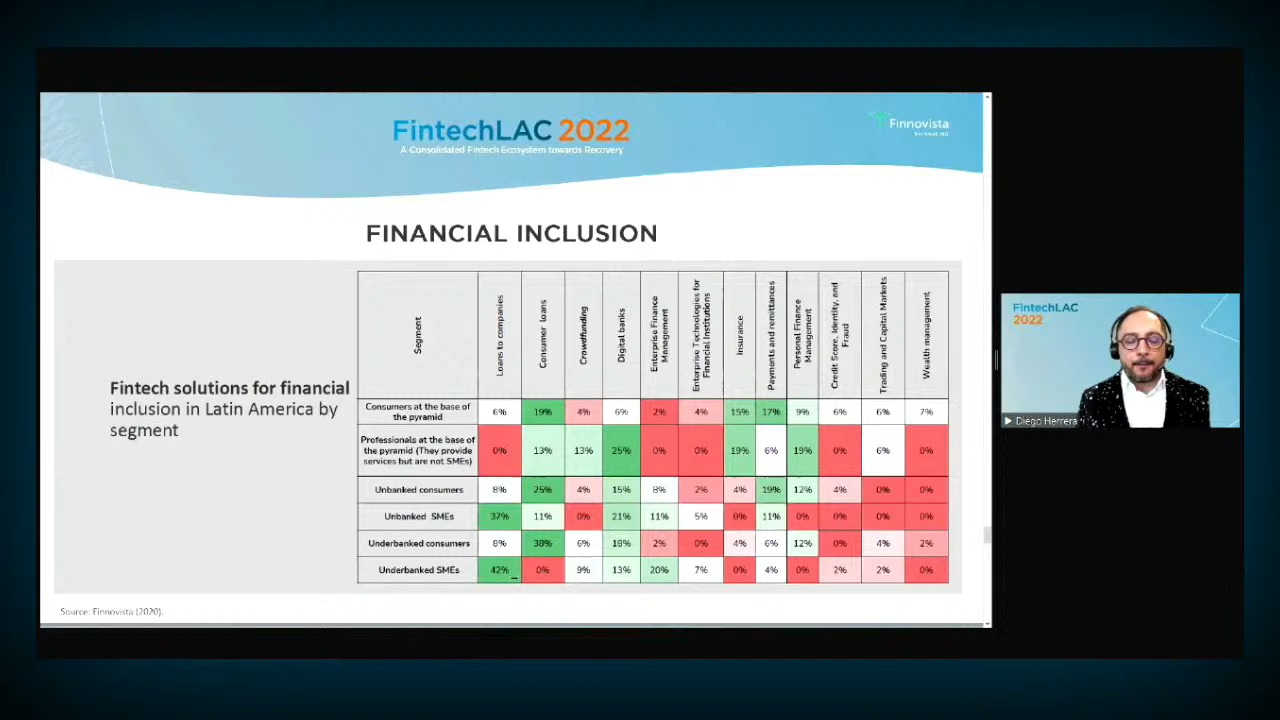 FintechLAC 2022
A Consolidated Fintech Ecosystem towards Recovery
Finnovista
FINANCIAL INCLUSION
Fintech solutions for financial
inclusion in Latin America by
segment
Segment
Loans to companies
Consumer loans
Crowdfunding
Digital banks
Enterprise Finance
Management
Enterprise Technologies for
Financial Institutions
Insurance
Payments and remittances
Personal Finance
Management
Credit Score, Identity, and
Fraud
Trading and Capital Markets
Wealth management
Consumers at the base of
the pyramid
6% 19% 4% 6% 2% 4% 15% 17% 9% 6% 6% 7%
Professionals at the base of
the pyramid (They provide
services but are not SMEs)
0% 13% 13% 25% 0% 0% 19% 6% 19% 0% 6% 0%
Unbanked consumers 8% 25% 4% 15% 8% 2% 4% 19% 12% 4% 0% 0%
Unbanked SMEs 37% 11% 0% 21% 11% 5% 0% 11% 0% 0% 0% 0%
Underbanked consumers 8% 38% 6% 18% 2% 0% 4% 6% 12% 0% 4% 2%
Underbanked SMEs 42% 0% 9% 13% 20% 7% 0% 4% 0% 2% 2% 0%
Source: Finnovista (2020).
FintechLAC
2022
Diego Herrera